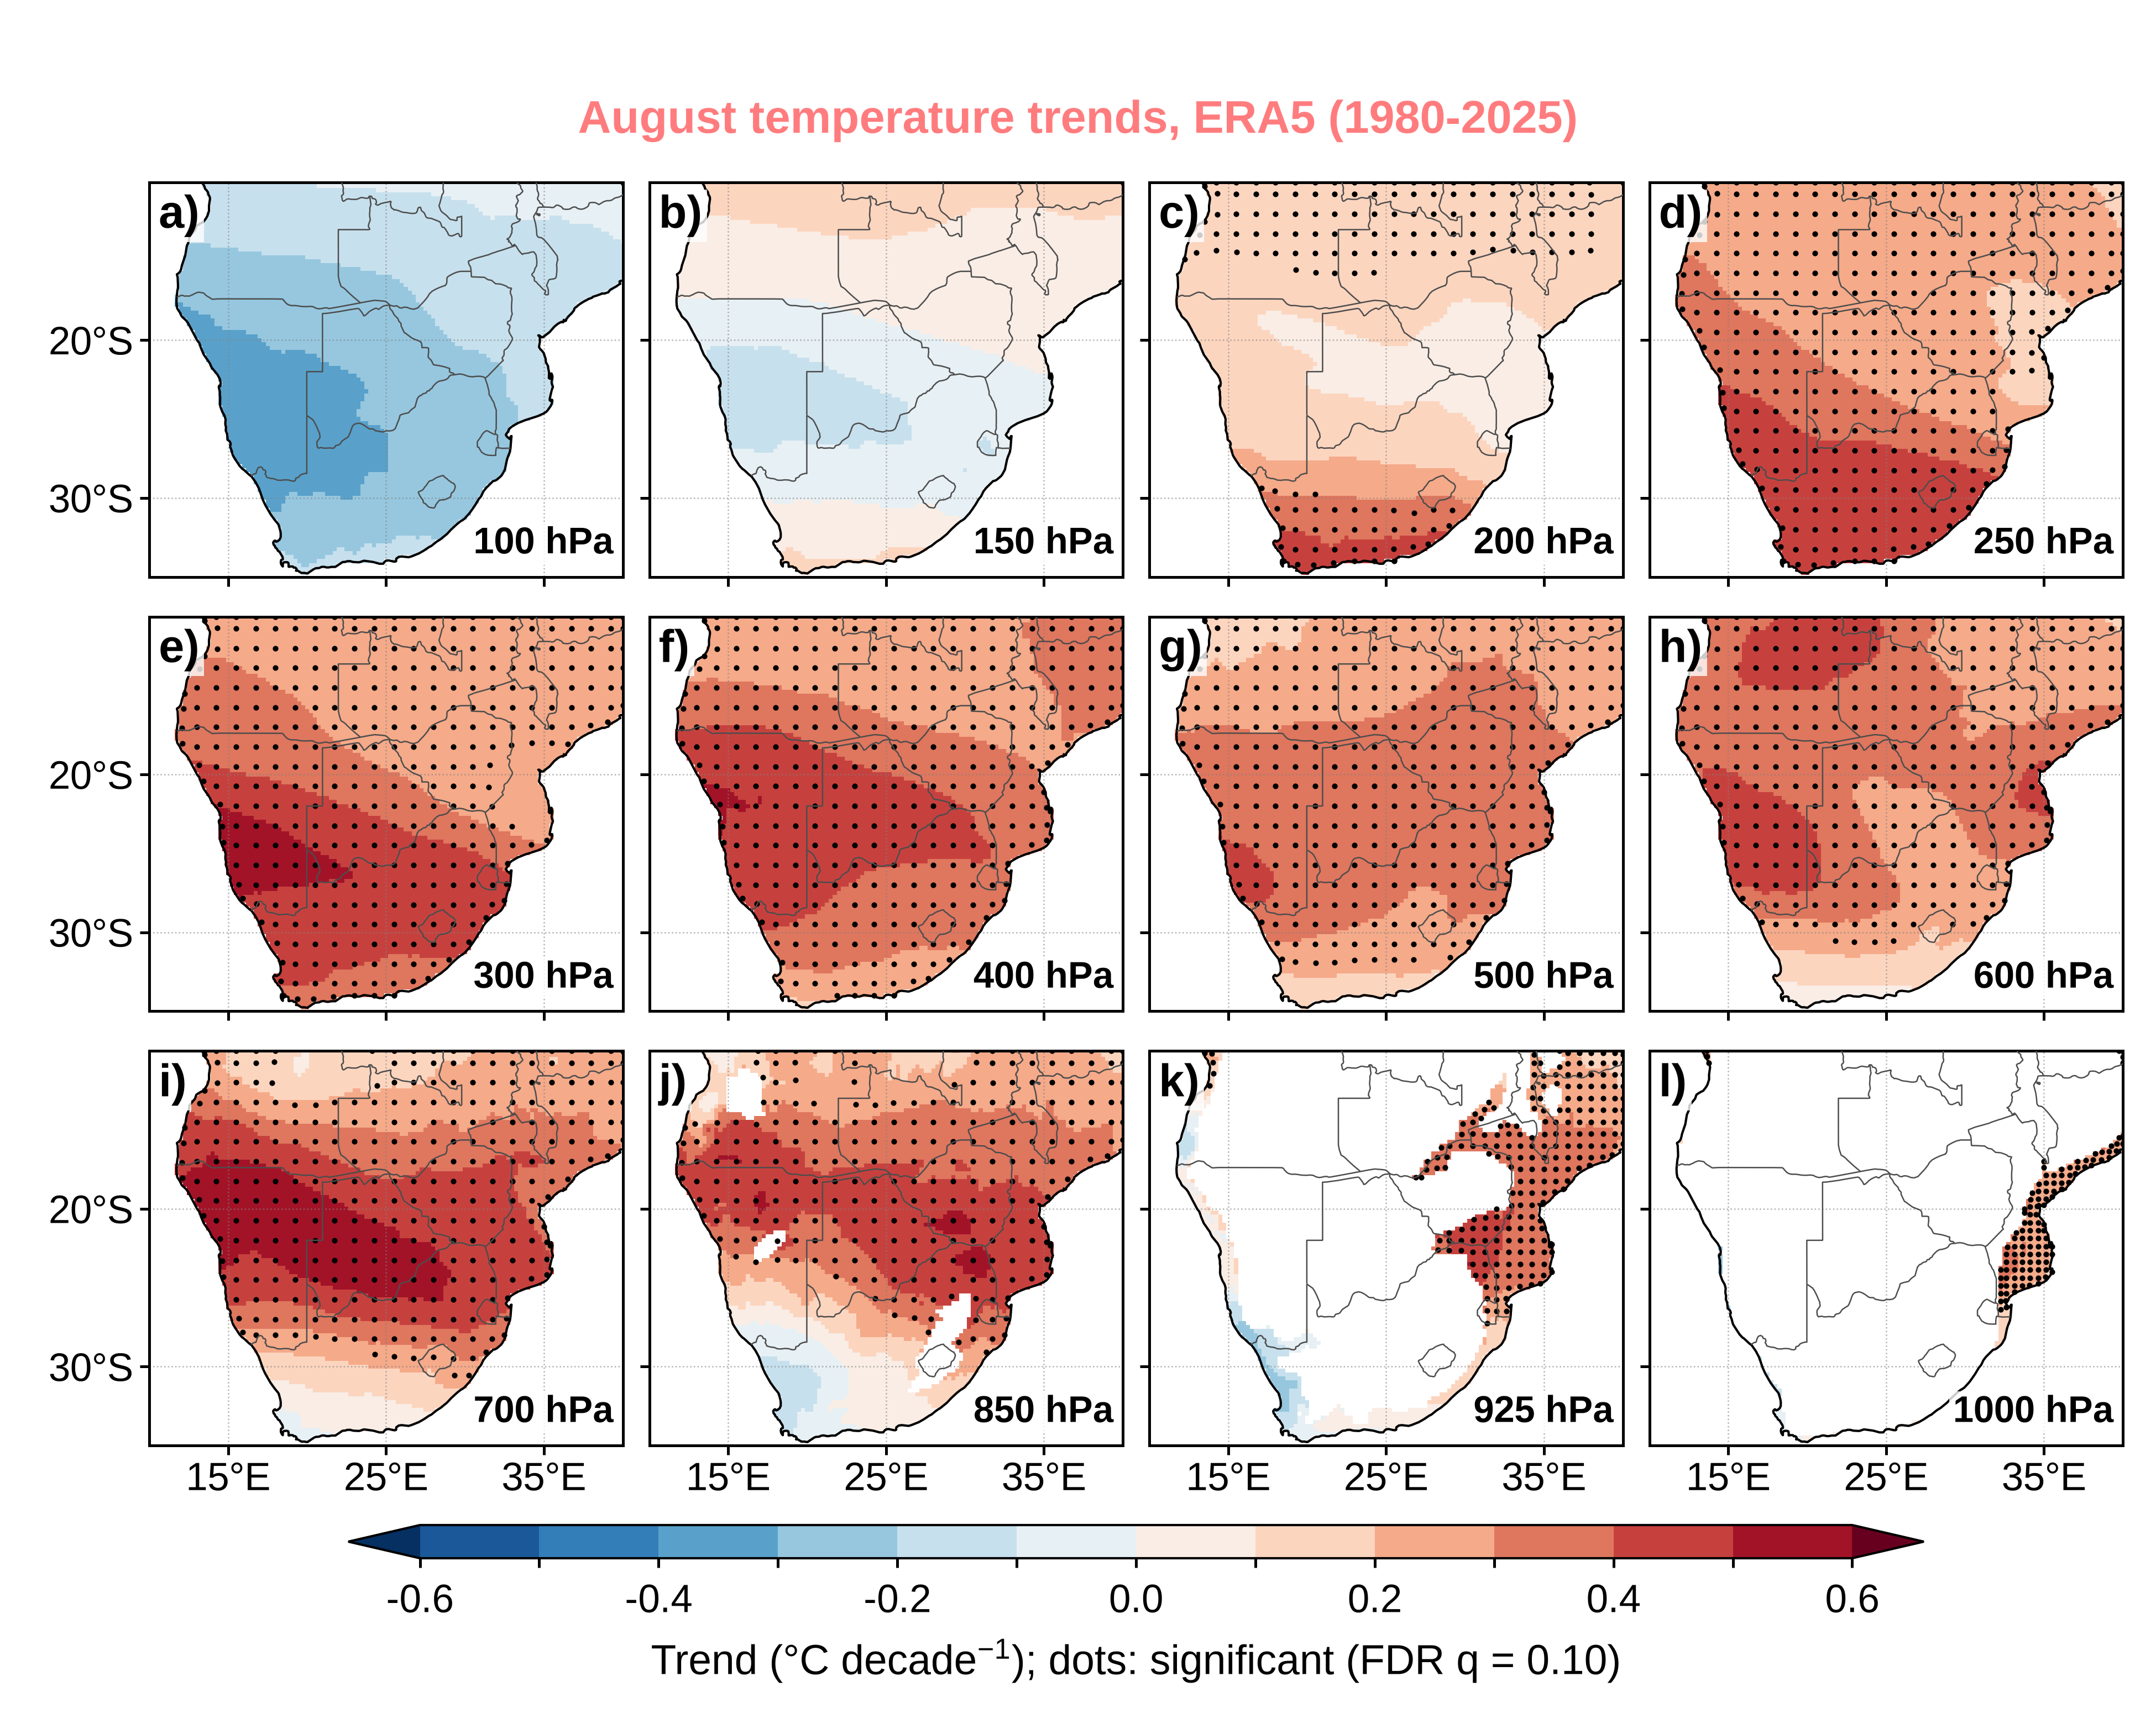 August temperature trends, ERA5 (1980-2025)
a) b) c) d)
20°S
30°S
100 hPa 150 hPa 200 hPa 250 hPa
e) f) g) h)
20°S
30°S
300 hPa 400 hPa 500 hPa 600 hPa
i) j) k) l)
20°S
30°S
700 hPa 850 hPa 925 hPa 1000 hPa
15°E 25°E 35°E 15°E 25°E 35°E 15°E 25°E 35°E 15°E 25°E 35°E
-0.6 -0.4 -0.2 0.0 0.2 0.4 0.6
Trend (°C decade⁻¹); dots: significant (FDR q = 0.10)